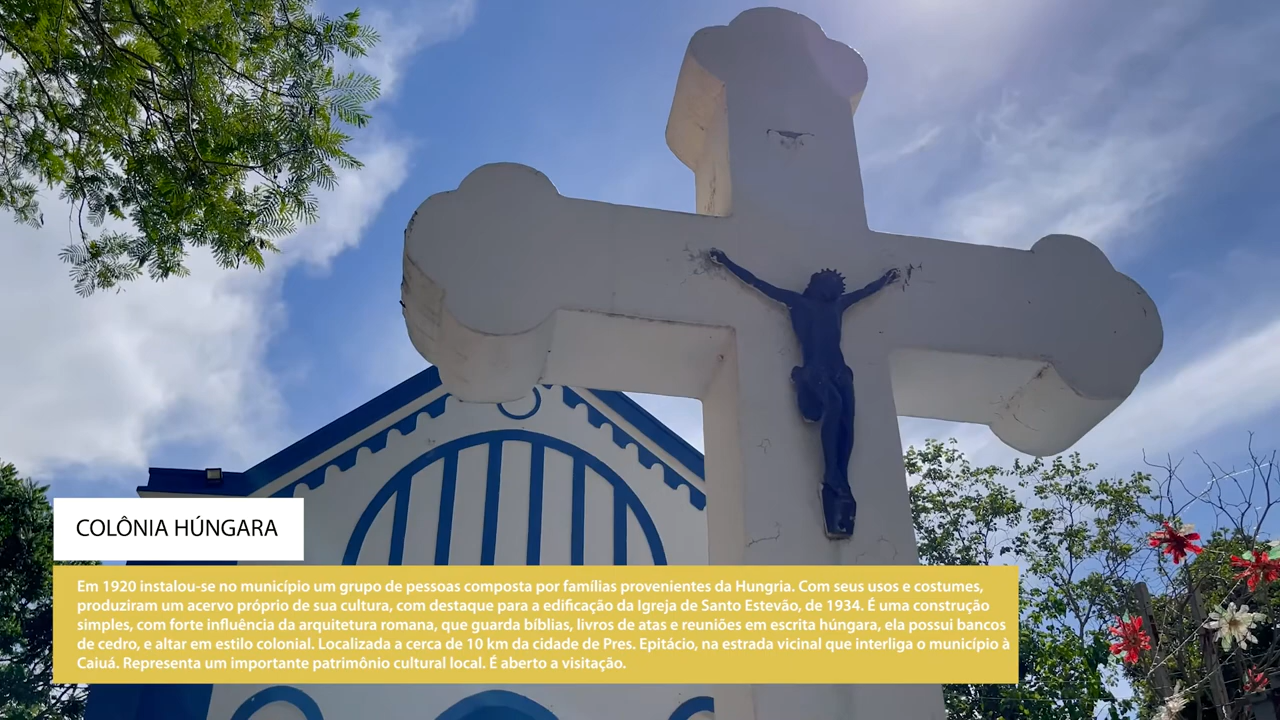 COLÔNIA HÚNGARA
Em 1920 instalou-se no município um grupo de pessoas composta por famílias provenientes da Hungria. Com seus usos e costumes,
produziram um acervo próprio de sua cultura, com destaque para a edificação da Igreja de Santo Estevão, de 1934. É uma construção
simples, com forte influência da arquitetura romana, que guarda bíblias, livros de atas e reuniões em escrita húngara, ela possui bancos
de cedro, e altar em estilo colonial. Localizada a cerca de 10 km da cidade de Pres. Epitácio, na estrada vicinal que interliga o município à
Caiuá. Representa um importante patrimônio cultural local. É aberto a visitação.